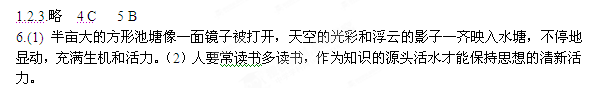 1.2.3.略 4 C 5 B
6.(1) 半亩大的方形池塘像一面镜子被打开，天空的光彩和浮云的影子一齐映入水塘，不停地
显动，充满生机和活力。（2）人要常读书多读书，作为知识的源头活水才能保持思想的清新活
力。